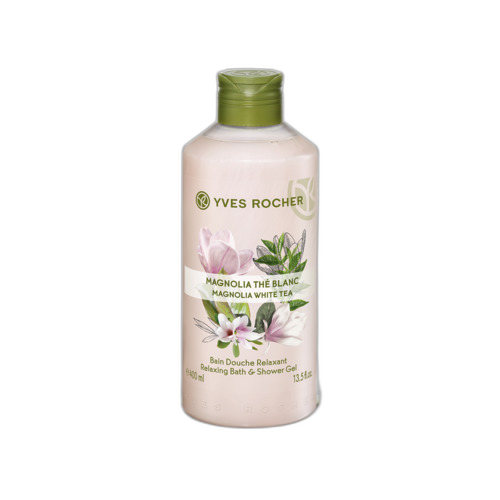 YVES ROCHER
MAGNOLIA THÉ BLANC
MAGNOLIA WHITE TEA
Bain Douche Relaxant
Relaxing Bath & Shower Gel
℮400 ml 13.5 fl.oz